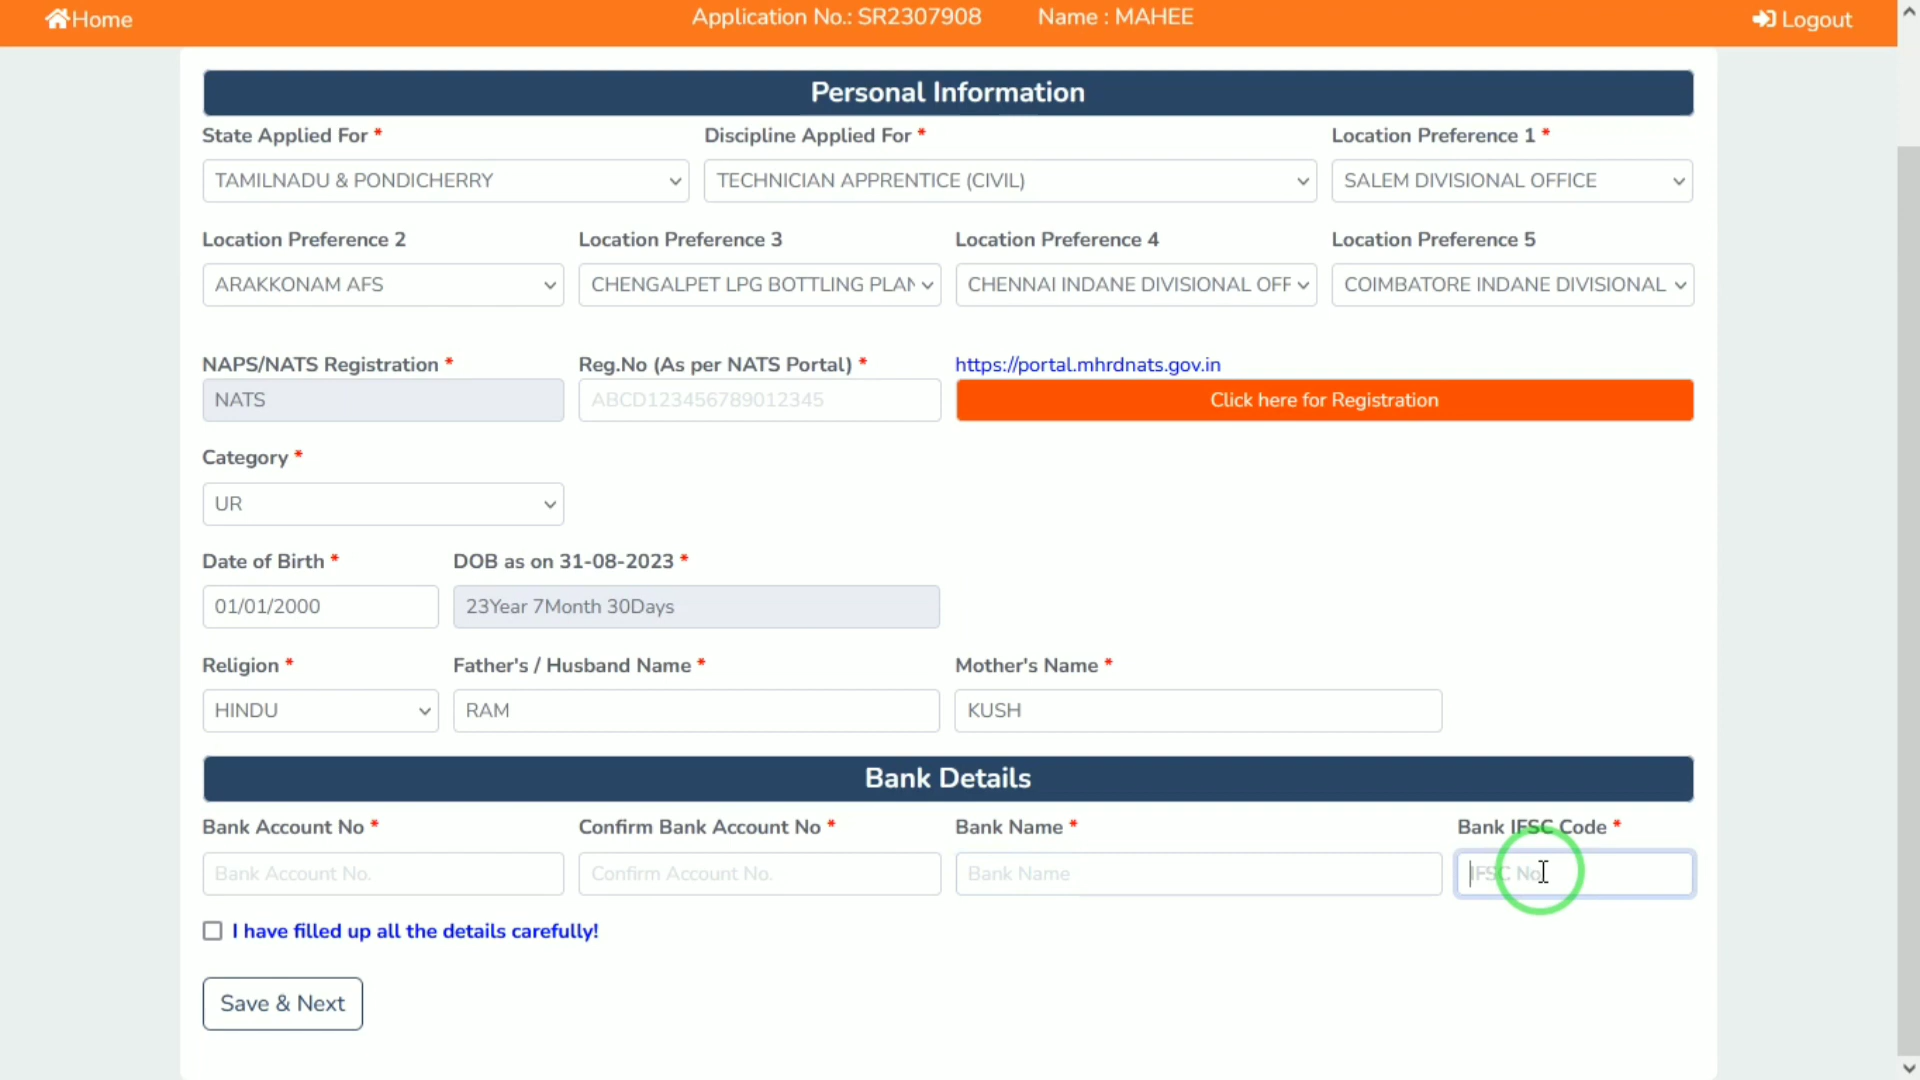 Home Application No.: SR2307908 Name : MAHEE Logout
Personal Information
State Applied For * Discipline Applied For * Location Preference 1 *
TAMILNADU & PONDICHERRY TECHNICIAN APPRENTICE (CIVIL) SALEM DIVISIONAL OFFICE
Location Preference 2 Location Preference 3 Location Preference 4 Location Preference 5
ARAKKONAM AFS CHENGALPET LPG BOTTLING PLAN CHENNAI INDANE DIVISIONAL OFF COIMBATORE INDANE DIVISIONAL
NAPS/NATS Registration * Reg.No (As per NATS Portal) * https://portal.mhrdnats.gov.in
NATS ABCD123456789012345 Click here for Registration
Category *
UR
Date of Birth * DOB as on 31-08-2023 *
01/01/2000 23Year 7Month 30Days
Religion * Father's / Husband Name * Mother's Name *
HINDU RAM KUSH
Bank Details
Bank Account No * Confirm Bank Account No * Bank Name * Bank IFSC Code *
Bank Account No. Confirm Account No. Bank Name IFSC No
I have filled up all the details carefully!
Save & Next